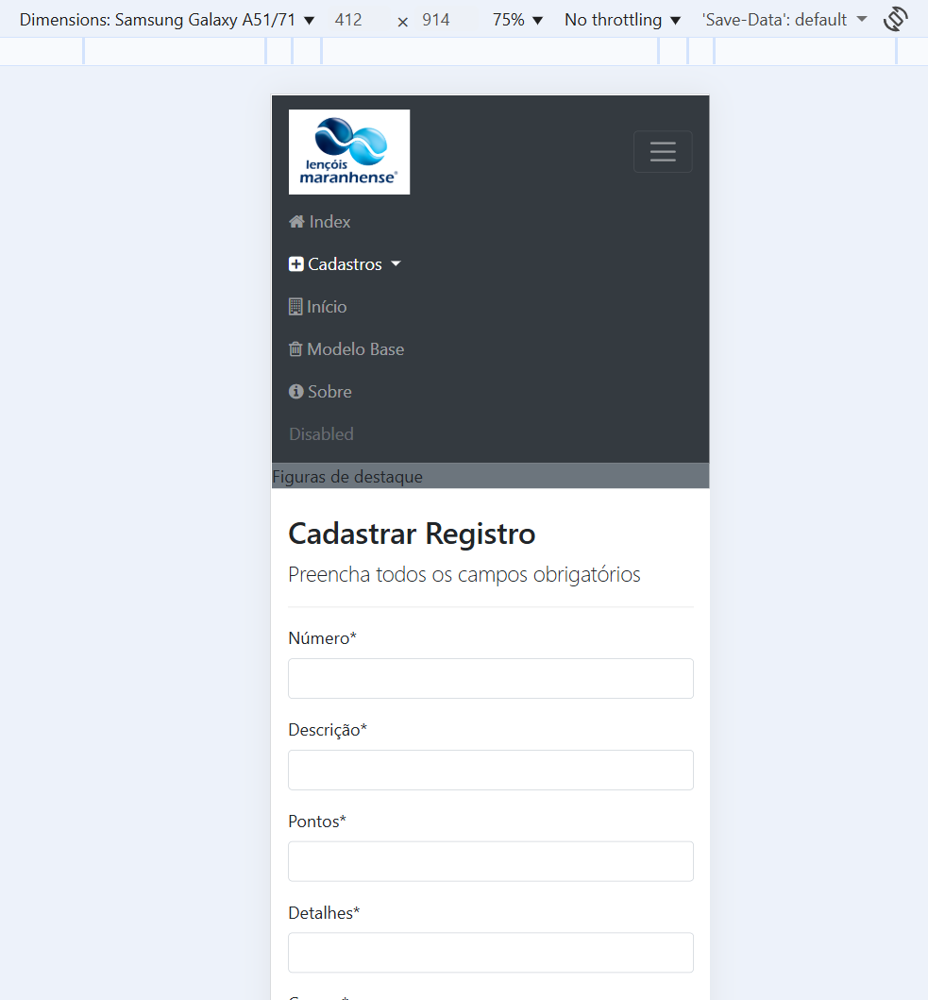 Dimensions: Samsung Galaxy A51/71 ▼ 412 × 914 75% ▼ No throttling ▼ 'Save-Data': default
lençóis
maranhense®
Index
Cadastros
Início
Modelo Base
Sobre
Disabled
Figuras de destaque
Cadastrar Registro
Preencha todos os campos obrigatórios
Número*
Descrição*
Pontos*
Detalhes*